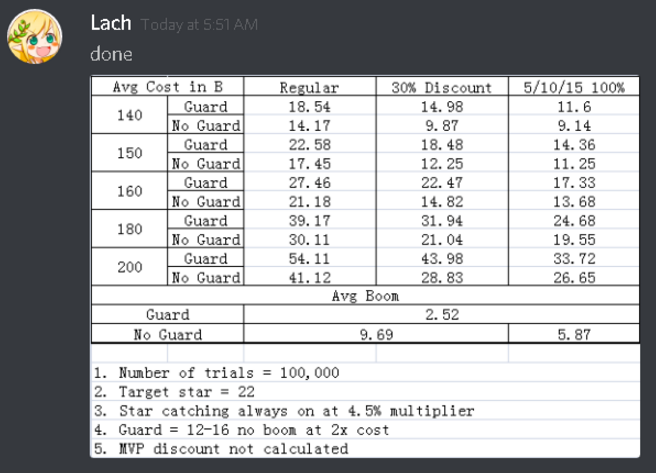 Lach Today at 5:51 AM
done
Avg Cost in B Regular 30% Discount 5/10/15 100%
140 Guard 18.54 14.98 11.6
No Guard 14.17 9.87 9.14
150 Guard 22.58 18.48 14.36
No Guard 17.45 12.25 11.25
160 Guard 27.46 22.47 17.33
No Guard 21.18 14.82 13.68
180 Guard 39.17 31.94 24.68
No Guard 30.11 21.04 19.55
200 Guard 54.11 43.98 33.72
No Guard 41.12 28.83 26.65
Avg Boom
Guard 2.52
No Guard 9.69 5.87
1. Number of trials = 100,000
2. Target star = 22
3. Star catching always on at 4.5% multiplier
4. Guard = 12-16 no boom at 2x cost
5. MVP discount not calculated